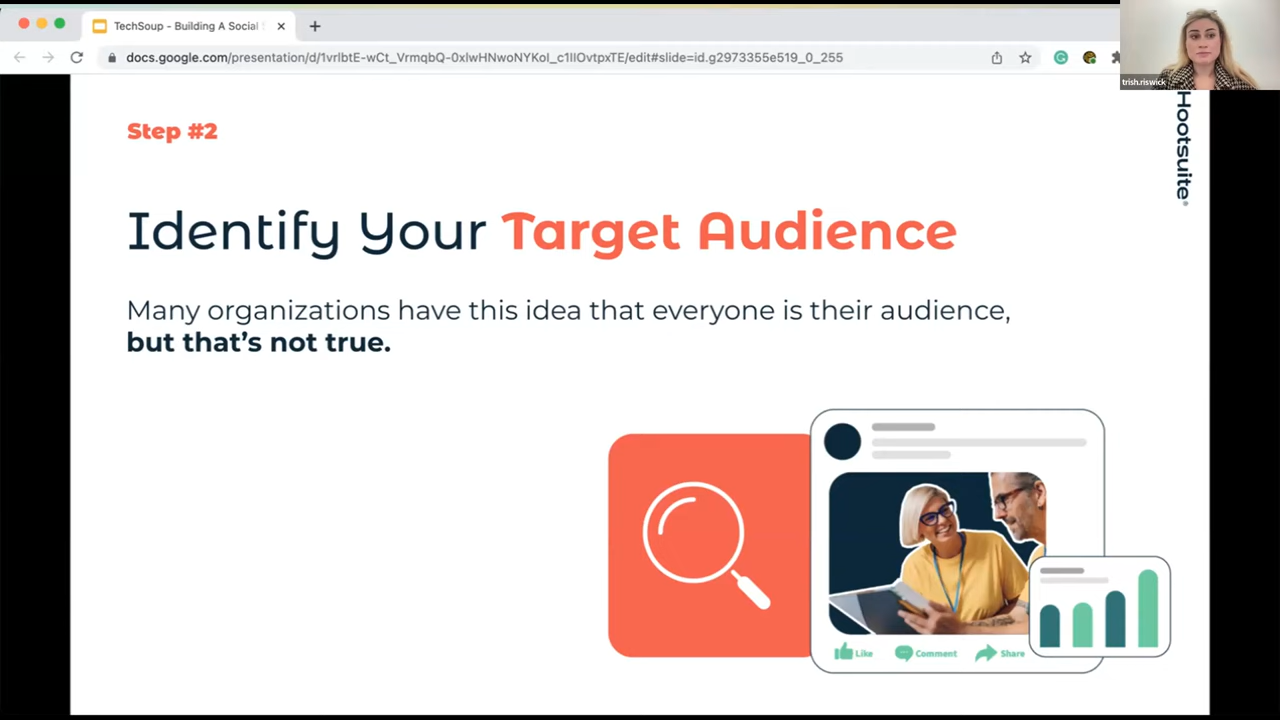 TechSoup - Building A Social
docs.google.com/presentation/d/1vrlbtE-wCt_VrmqbQ-0xlwHNwoNYKol_c1lIOvtpxTE/edit#slide=id.g2973355e519_0_255
trish.riswick
Hootsuite
Step #2
Identify Your Target Audience
Many organizations have this idea that everyone is their audience,
but that's not true.
Like Comment Share